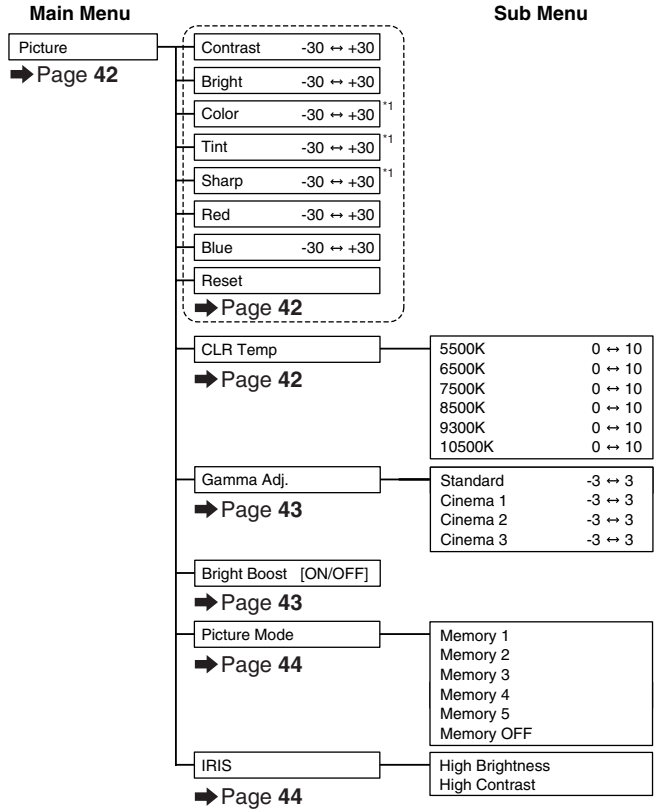 Main Menu
Sub Menu
Picture
➡Page 42
Contrast -30 ↔ +30
Bright -30 ↔ +30
Color -30 ↔ +30 *1
Tint -30 ↔ +30 *1
Sharp -30 ↔ +30 *1
Red -30 ↔ +30
Blue -30 ↔ +30
Reset
➡Page 42
CLR Temp
➡Page 42
5500K 0 ↔ 10
6500K 0 ↔ 10
7500K 0 ↔ 10
8500K 0 ↔ 10
9300K 0 ↔ 10
10500K 0 ↔ 10
Gamma Adj.
➡Page 43
Standard -3 ↔ 3
Cinema 1 -3 ↔ 3
Cinema 2 -3 ↔ 3
Cinema 3 -3 ↔ 3
Bright Boost [ON/OFF]
➡Page 43
Picture Mode
➡Page 44
Memory 1
Memory 2
Memory 3
Memory 4
Memory 5
Memory OFF
IRIS
➡Page 44
High Brightness
High Contrast